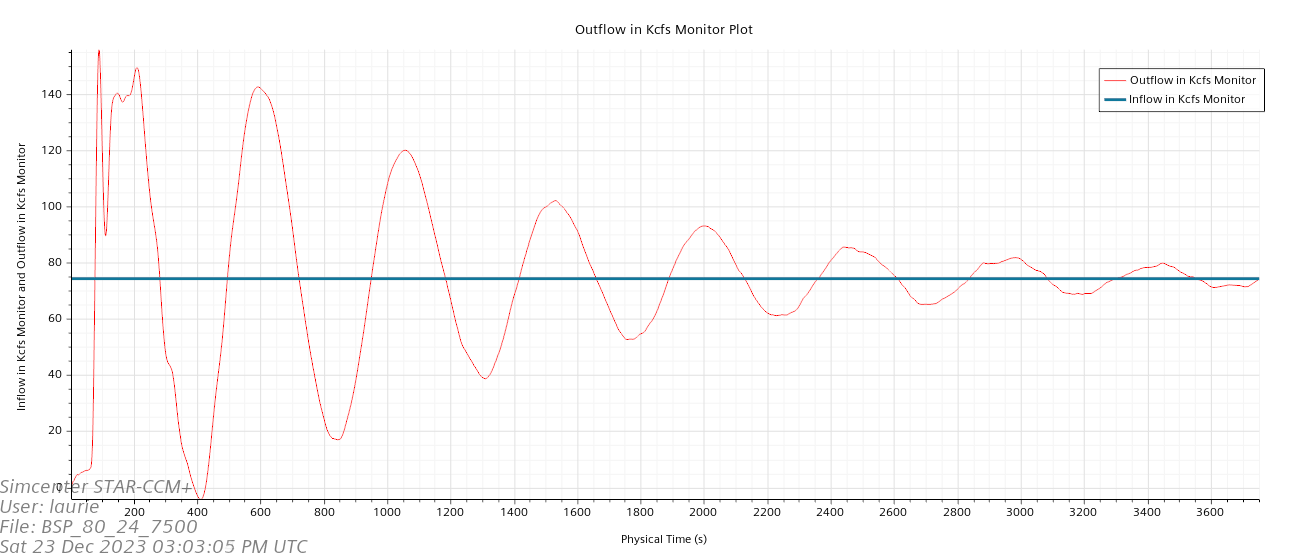 Outflow in Kcfs Monitor Plot
Outflow in Kcfs Monitor
Inflow in Kcfs Monitor
Inflow in Kcfs Monitor and Outflow in Kcfs Monitor
140
120
100
80
60
40
20
0
200 400 600 800 1000 1200 1400 1600 1800 2000 2200 2400 2600 2800 3000 3200 3400 3600
Physical Time (s)
Simcenter STAR-CCM+
User: laurie
File: BSP_80_24_7500
Sat 23 Dec 2023 03:03:05 PM UTC